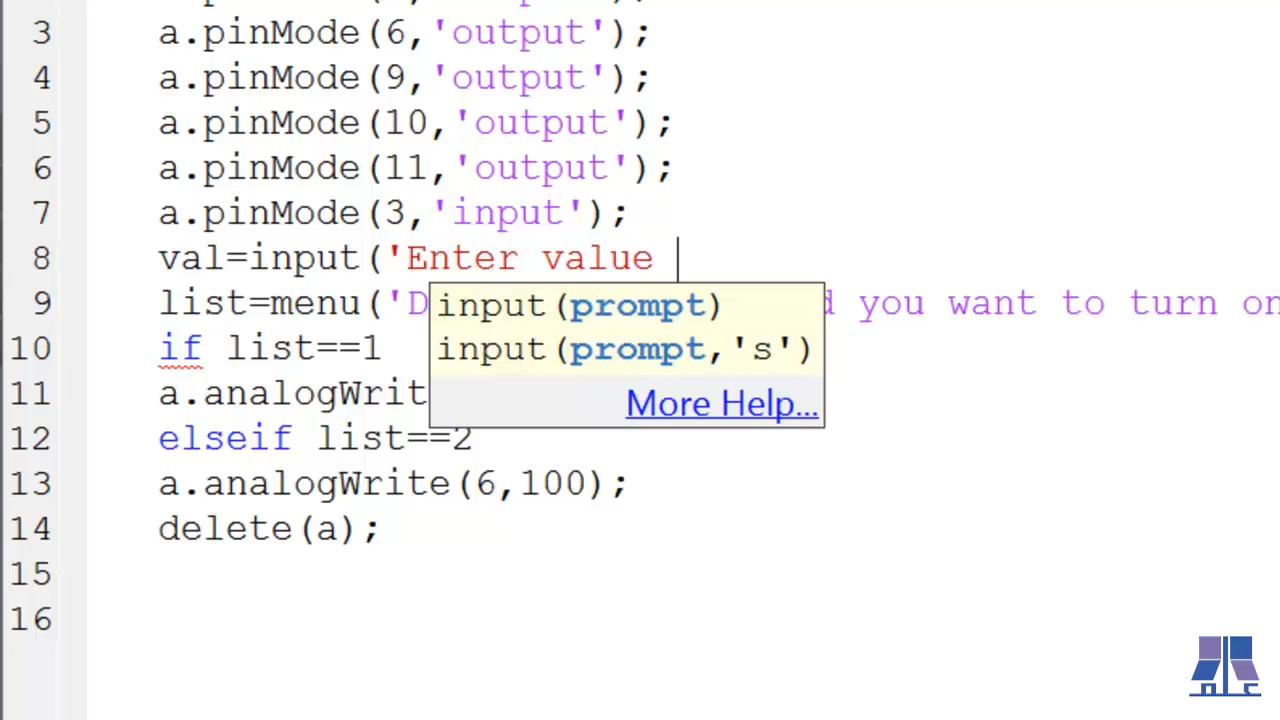 3 a.pinMode(6,'output');
4 a.pinMode(9,'output');
5 a.pinMode(10,'output');
6 a.pinMode(11,'output');
7 a.pinMode(3,'input');
8 val=input('Enter value
9 list=menu('D d you want to turn on
input(prompt)
10 if list==1
input(prompt,'s')
11 a.analogWrit
More Help...
12 elseif list==2
13 a.analogWrite(6,100);
14 delete(a);
15
16